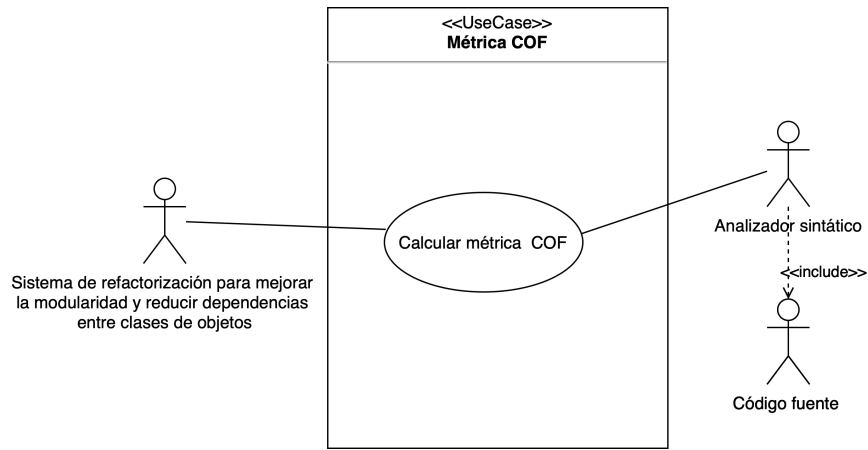 <<UseCase>>
Métrica COF
Calcular métrica COF
Sistema de refactorización para mejorar
la modularidad y reducir dependencias
entre clases de objetos
Analizador sintático
<<include>>
Código fuente